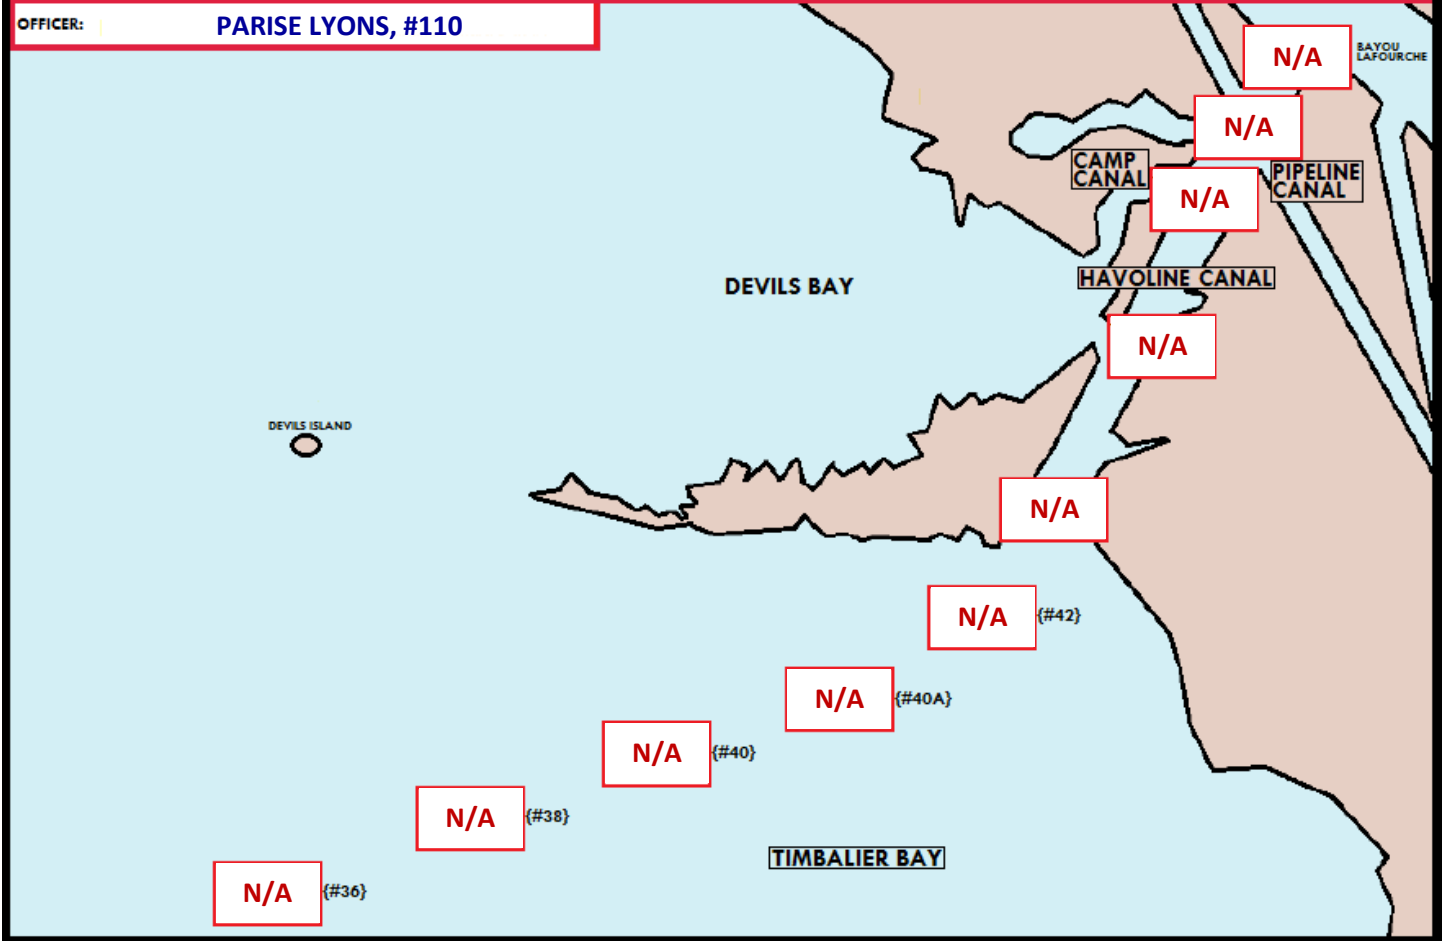 OFFICER: PARISE LYONS, #110
N/A
BAYOU
LAFOURCHE
N/A
CAMP
CANAL
PIPELINE
CANAL
N/A
HAVOLINE CANAL
DEVILS BAY
N/A
DEVILS ISLAND
N/A
N/A {#42}
N/A {#40A}
N/A {#40}
N/A {#38}
TIMBALIER BAY
N/A {#36}